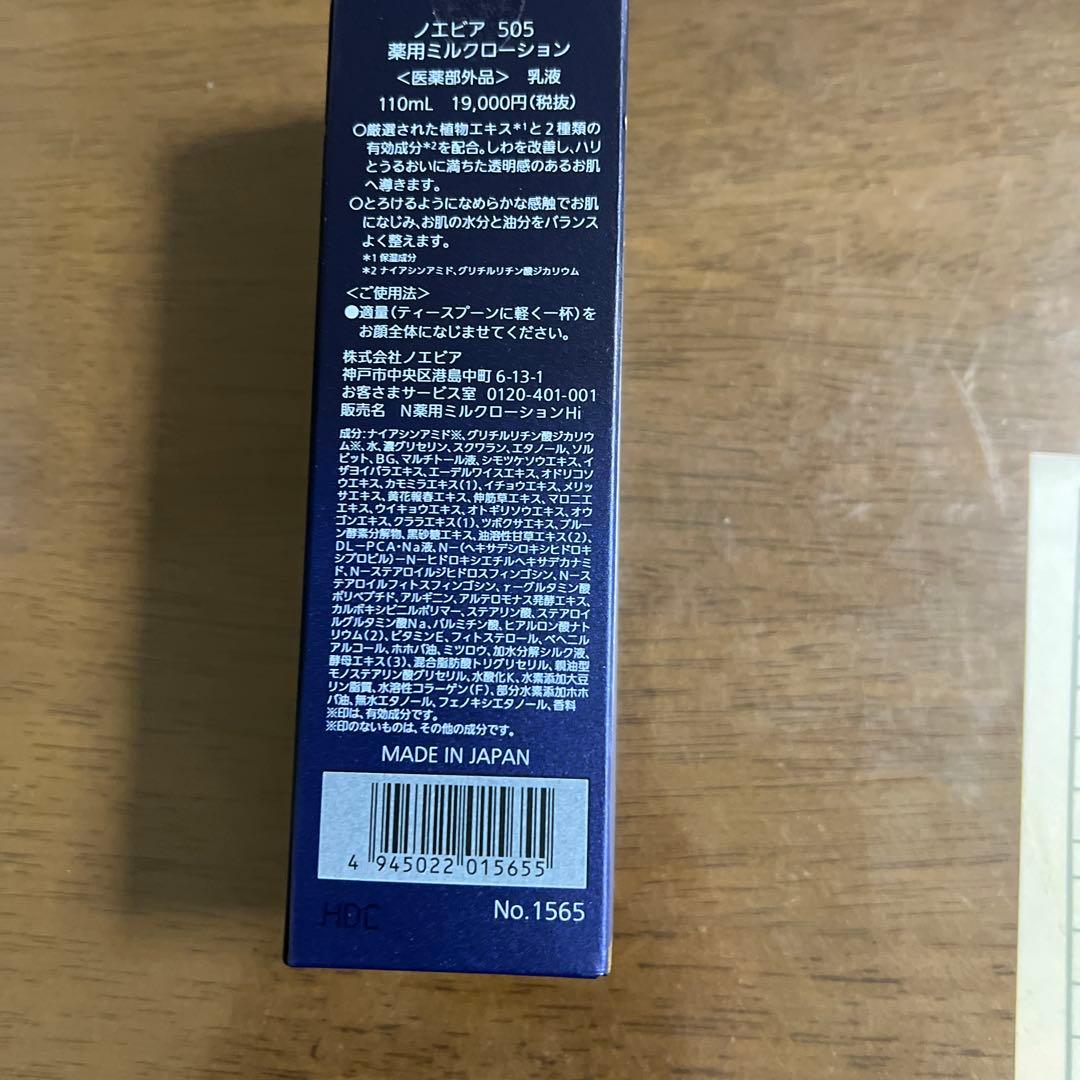 ノエビア 505
薬用ミルクローション
＜医薬部外品＞ 乳液
110mL 19,000円(税抜)
○厳選された植物エキス*1と2種類の
有効成分*2を配合。しわを改善し、ハリ
とうるおいに満ちた透明感のあるお肌
へ導きます。
○とろけるようになめらかな感触でお肌
になじみ、お肌の水分と油分をバランス
よく整えます。
*1 保湿成分
*2 ナイアシンアミド、グリチルリチン酸ジカリウム
＜ご使用法＞
●適量(ティースプーンに軽く一杯)を
お顔全体になじませてください。
株式会社ノエビア
神戸市中央区港島中町 6-13-1
お客さまサービス室 0120-401-001
販売名 N薬用ミルクローションHi
成分:ナイアシンアミド※、グリチルリチン酸ジカリウ
ム※、水、濃グリセリン、スクワラン、エタノール、ソル
ビット、BG、マルチトール液、シモツケソウエキス、イ
ザヨイバラエキス、エーデルワイスエキス、オドリコソ
ウエキス、カモミラエキス(1)、イチョウエキス、メリッ
サエキス、黄花報春エキス、伸筋草エキス、マロニエ
エキス、ウイキョウエキス、オトギリソウエキス、オウ
ゴンエキス、クララエキス(1)、ツボクサエキス、プルー
ン酵素分解物、黒砂糖エキス、油溶性甘草エキス(2)、
DL-PCA・Na液、N-(ヘキサデシロキシヒドロキ
シプロピル)-N-ヒドロキシエチルヘキサデカナミ
ド、N-ステアロイルジヒドロスフィンゴシン、N-ス
テアロイルフィトスフィンゴシン、γ-グルタミン酸
ポリペプチド、アルギニン、アルテロモナス発酵エキス、
カルボキシビニルポリマー、ステアリン酸、ステアロイ
ルグルタミン酸Na、パルミチン酸、ヒアルロン酸ナト
リウム(2)、ビタミンE、フィトステロール、ベヘニル
アルコール、ホホバ油、ミツロウ、加水分解シルク液、
酵母エキス(3)、混合脂肪酸トリグリセリル、親油型
モノステアリン酸グリセリル、水酸化K、水素添加大豆
リン脂質、水溶性コラーゲン(F)、部分水素添加ホホ
バ油、無水エタノール、フェノキシエタノール、香料
※印は、有効成分です。
※印のないものは、その他の成分です。
MADE IN JAPAN
4 945022 015655
HDC No.1565